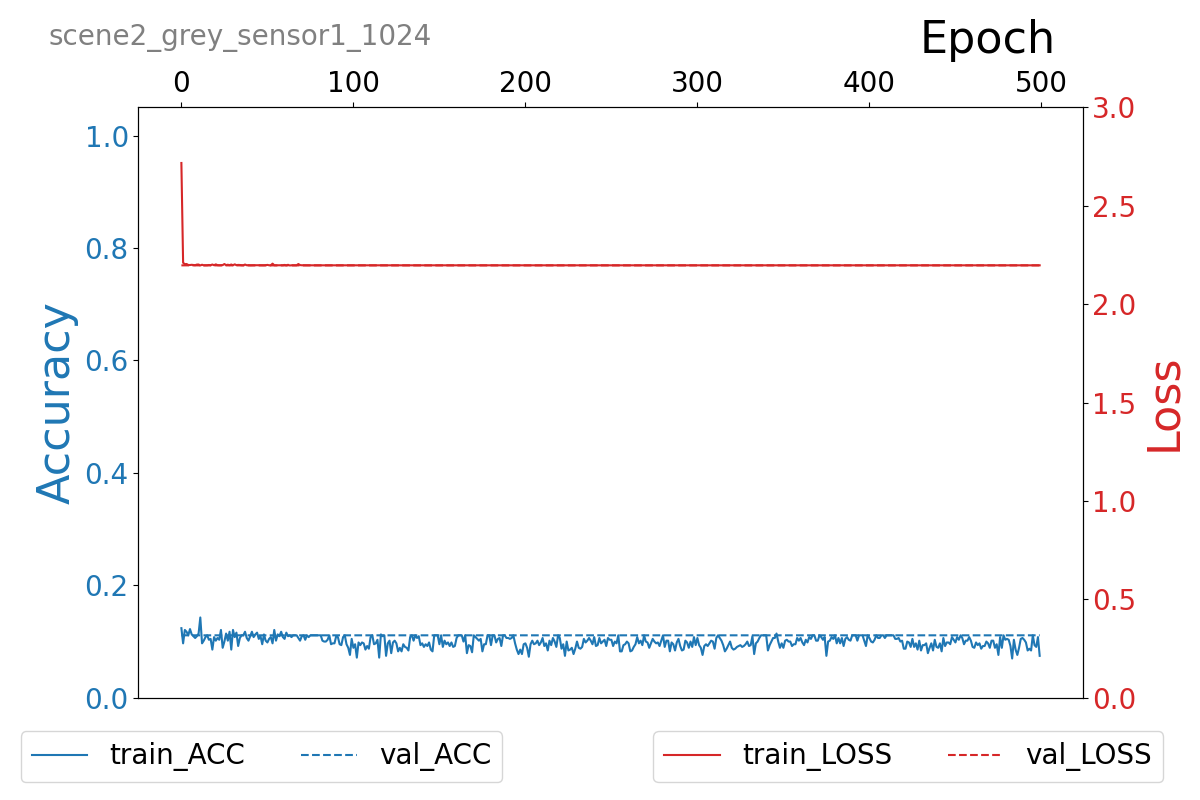 scene2_grey_sensor1_1024
Epoch
0 100 200 300 400 500
1.0
0.8
0.6
0.4
0.2
0.0
Accuracy
3.0
2.5
2.0
1.5
1.0
0.5
0.0
Loss
train_ACC val_ACC
train_LOSS val_LOSS